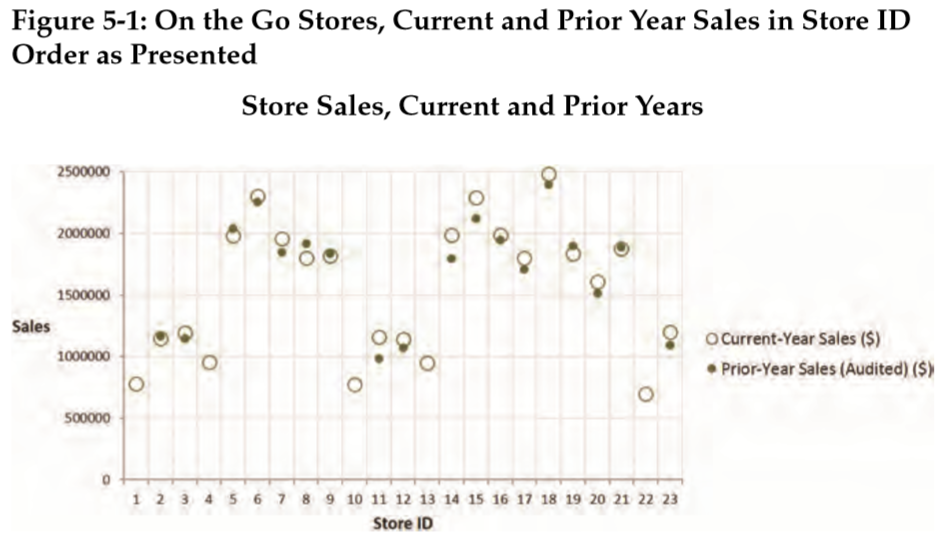 Figure 5-1: On the Go Stores, Current and Prior Year Sales in Store ID
Order as Presented
Store Sales, Current and Prior Years
2500000
2000000
1500000
Sales
1000000
500000
0
Current-Year Sales ($)
Prior-Year Sales (Audited) ($)
1 2 3 4 5 6 7 8 9 10 11 12 13 14 15 16 17 18 19 20 21 22 23
Store ID